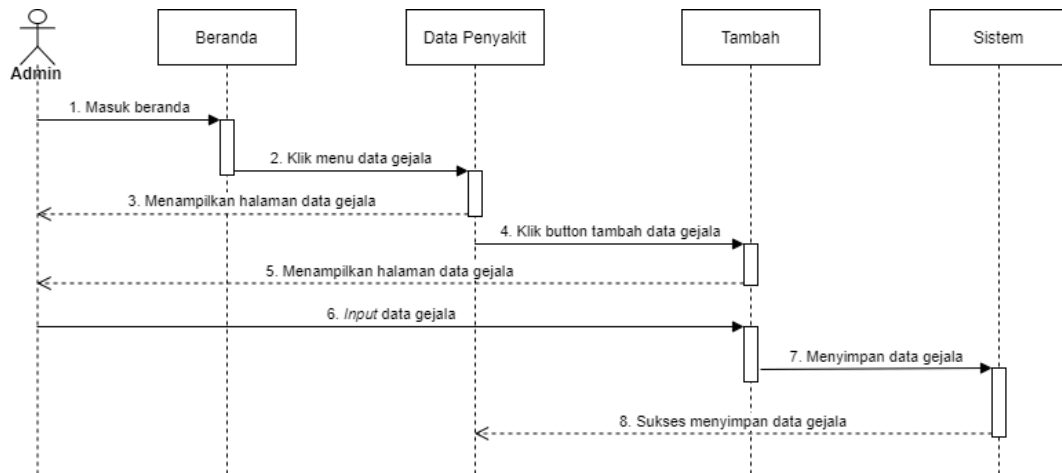 Beranda
Data Penyakit
Tambah
Sistem
Admin
1. Masuk beranda
2. Klik menu data gejala
3. Menampilkan halaman data gejala
4. Klik button tambah data gejala
5. Menampilkan halaman data gejala
6. Input data gejala
7. Menyimpan data gejala
8. Sukses menyimpan data gejala